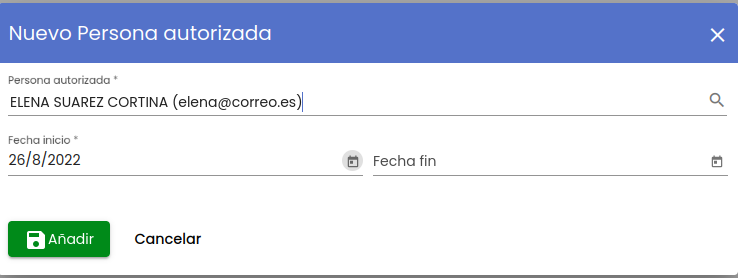 Nuevo Persona autorizada
Persona autorizada *
ELENA SUAREZ CORTINA (elena@correo.es)
Fecha inicio *
26/8/2022
Fecha fin
Añadir
Cancelar